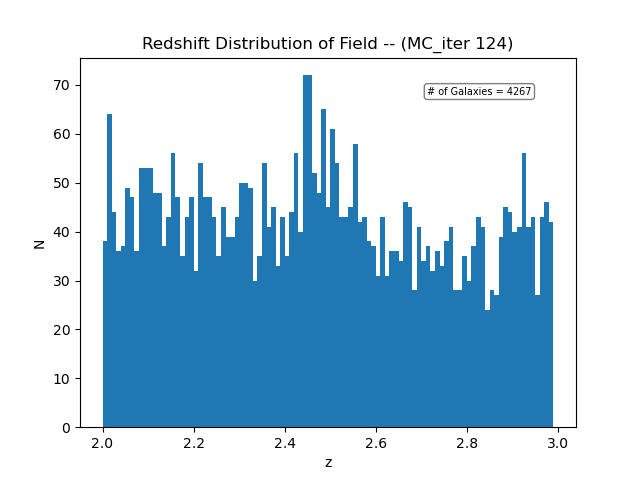 Redshift Distribution of Field -- (MC_iter 124)
# of Galaxies = 4267
70
60
50
40
30
20
10
0
N
2.0 2.2 2.4 2.6 2.8 3.0
z